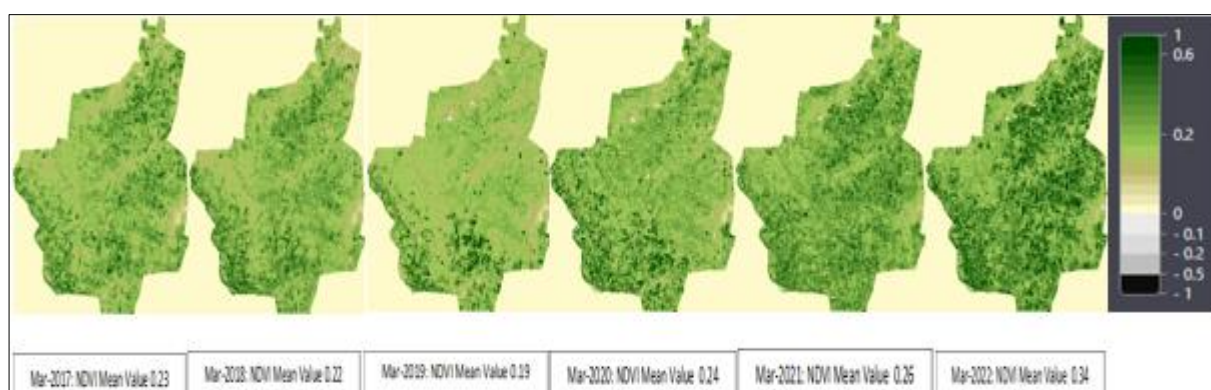 1
0.6
0.2
0
- 0.1
- 0.2
- 0.5
- 1
Mar-2017: NDVI Mean Value 0.23
Mar-2018: NDVI Mean Value 0.22
Mar-2019: NDVI Mean Value 0.19
Mar-2020: NDVI Mean Value 0.24
Mar-2021: NDVI Mean Value 0.26
Mar-2022: NDVI Mean Value 0.34